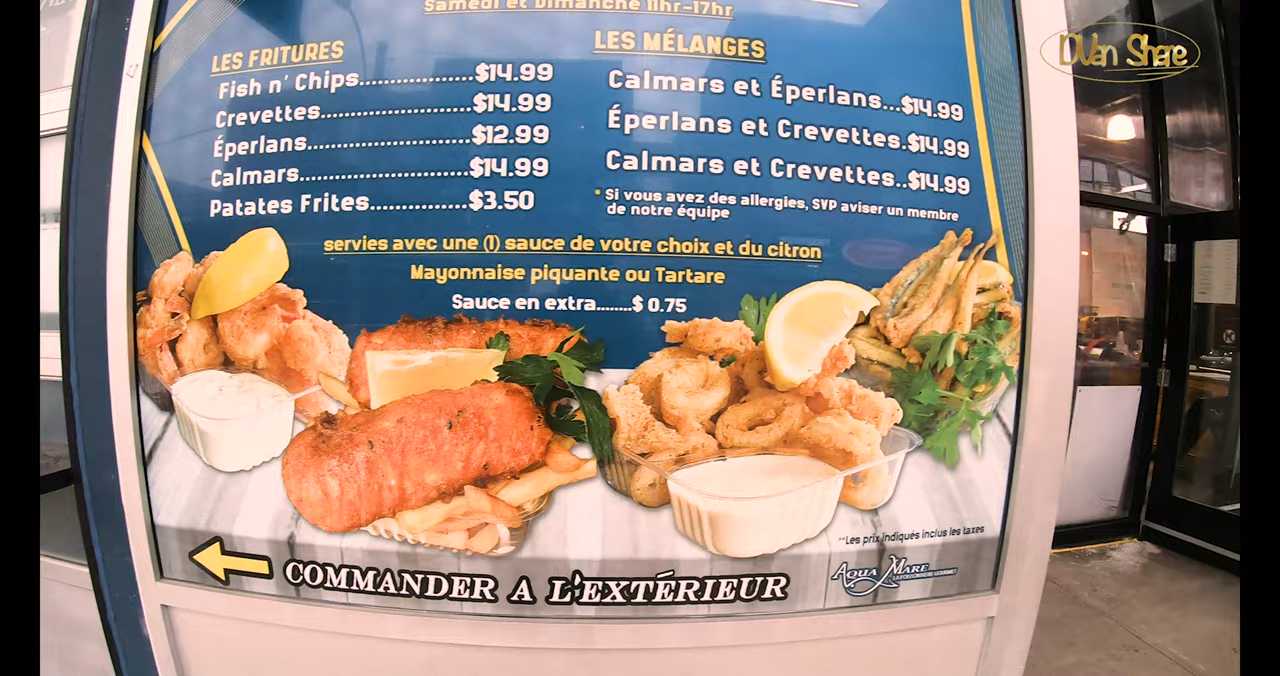 Samedi et Dimanche 11hr-17hr
LES FRITURES
Fish n' Chips....................$14.99
Crevettes..........................$14.99
Éperlans............................$12.99
Calmars.............................$14.99
Patates Frites................$3.50
LES MÉLANGES
Calmars et Éperlans...$14.99
Éperlans et Crevettes.$14.99
Calmars et Crevettes..$14.99
* Si vous avez des allergies, SVP aviser un membre
de notre équipe
servies avec une (1) sauce de votre choix et du citron
Mayonnaise piquante ou Tartare
Sauce en extra........$ 0.75
**Les prix indiqués inclus les taxes
COMMANDER A L'EXTÉRIEUR
AQUA MARE
LA POISSONNERIE GOURMET
DVan Share